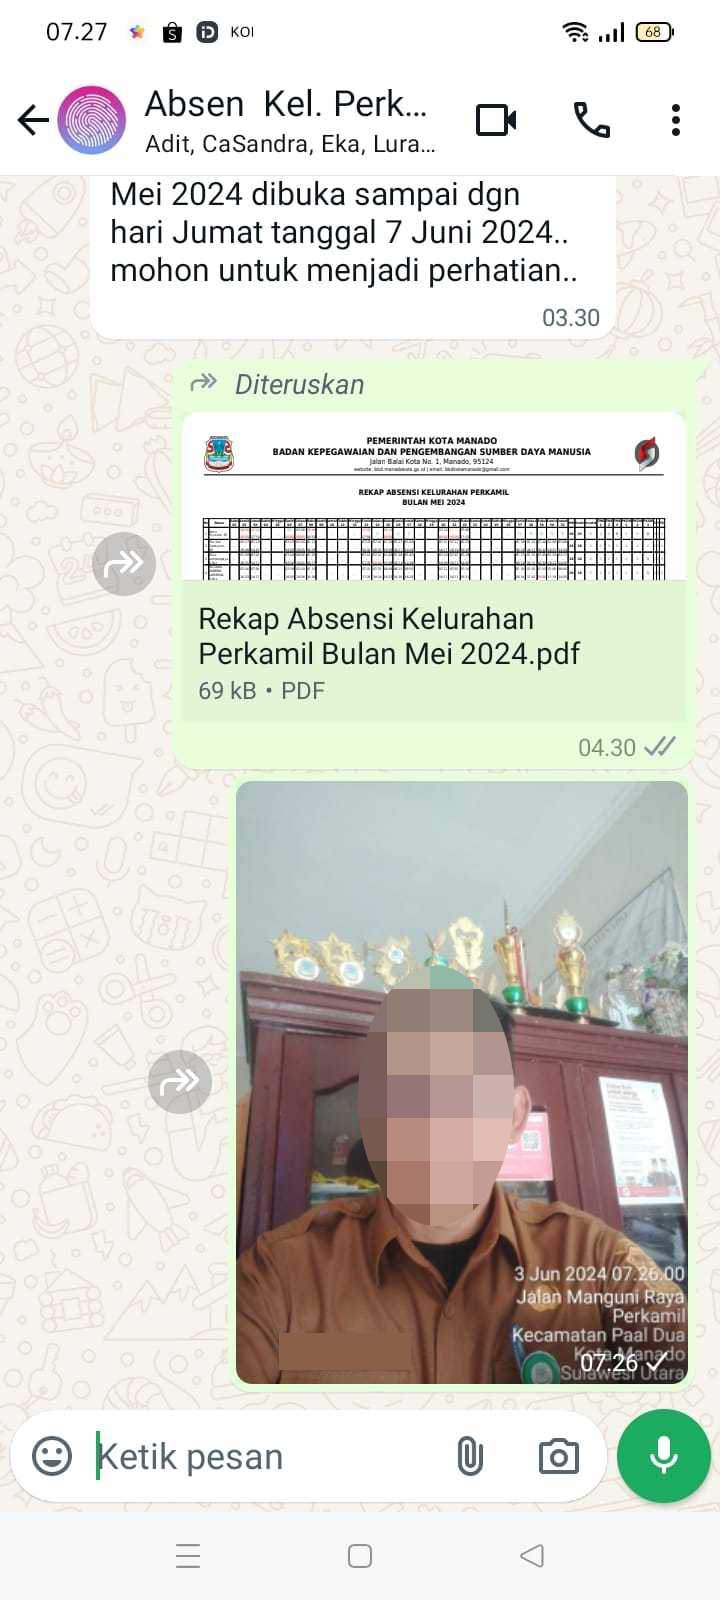 07.27
KOI
68
Absen Kel. Perk...
Adit, CaSandra, Eka, Lura...
Mei 2024 dibuka sampai dgn
hari Jumat tanggal 7 Juni 2024..
mohon untuk menjadi perhatian..
03.30
Diteruskan
PEMERINTAH KOTA MANADO
BADAN KEPEGAWAIAN DAN PENGEMBANGAN SUMBER DAYA MANUSIA
Jalan Balai Kota No. 1, Manado, 95124
REKAP ABSENSI KELURAHAN PERKAMIL
BULAN MEI 2024
Rekap Absensi Kelurahan
Perkamil Bulan Mei 2024.pdf
69 kB • PDF
04.30
3 Jun 2024 07.26.00
Jalan Manguni Raya
Perkamil
Kecamatan Paal Dua
Kota Manado
Sulawesi Utara
07.26
Ketik pesan